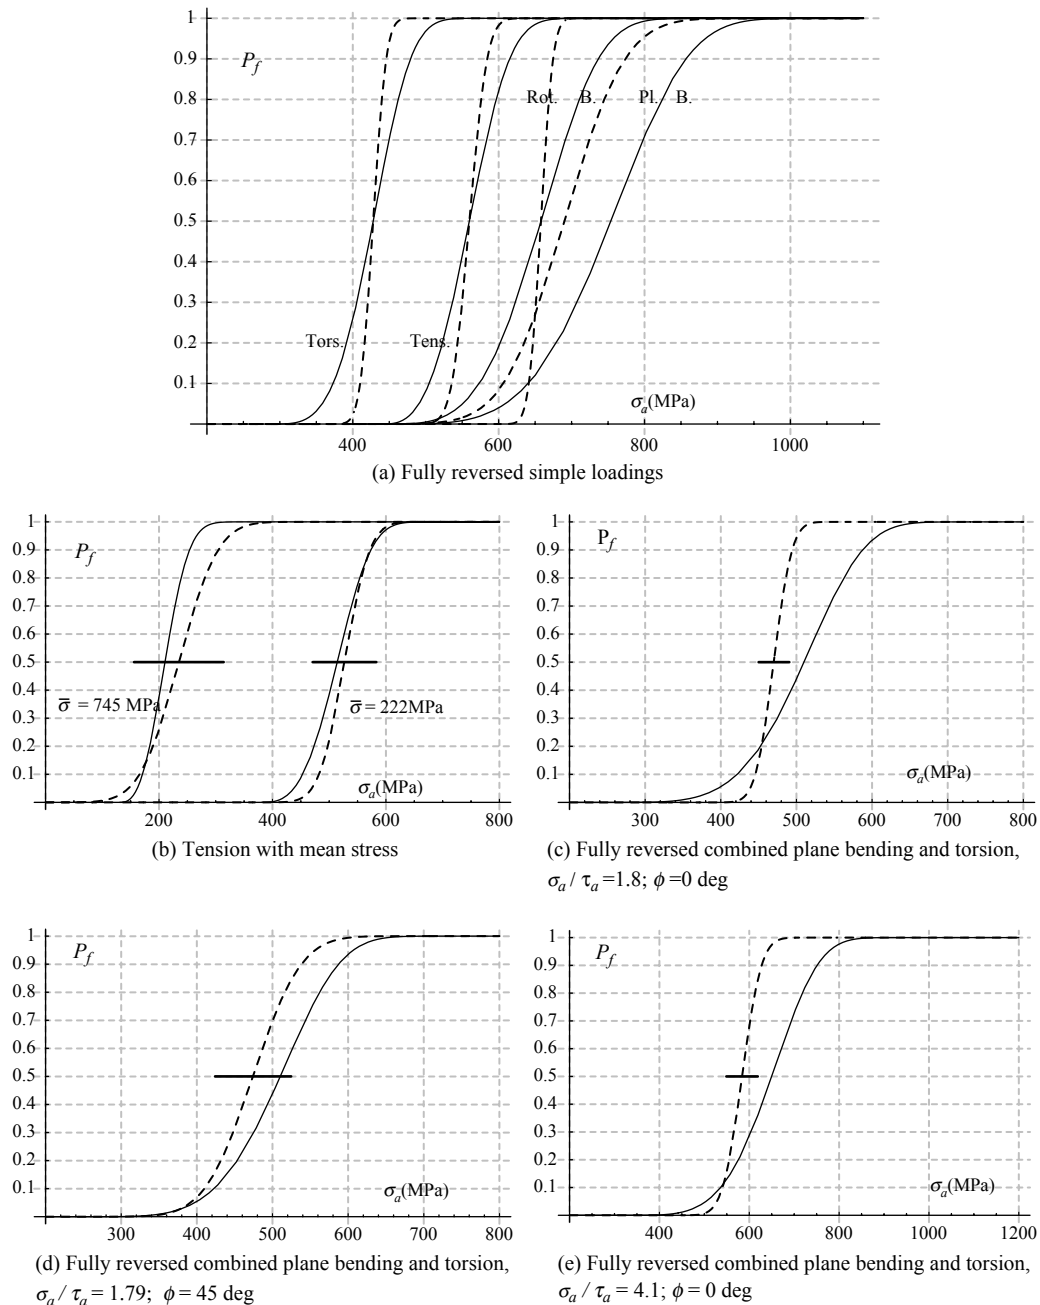 1
0.9
0.8
0.7
0.6
0.5
0.4
0.3
0.2
0.1
P_f
Rot. B. Pl. B.
Tors. Tens.
σ_a(MPa)
400 600 800 1000
(a) Fully reversed simple loadings
1
0.9
0.8
0.7
0.6
0.5
0.4
0.3
0.2
0.1
P_f
σ̄ = 745 MPa
σ̄ = 222MPa
σ_a(MPa)
200 400 600 800
(b) Tension with mean stress
1
0.9
0.8
0.7
0.6
0.5
0.4
0.3
0.2
0.1
P_f
σ_a(MPa)
300 400 500 600 700 800
(c) Fully reversed combined plane bending and torsion,
σ_a / τ_a =1.8; ϕ =0 deg
1
0.9
0.8
0.7
0.6
0.5
0.4
0.3
0.2
0.1
P_f
σ_a(MPa)
300 400 500 600 700 800
(d) Fully reversed combined plane bending and torsion,
σ_a / τ_a = 1.79; ϕ = 45 deg
1
0.9
0.8
0.7
0.6
0.5
0.4
0.3
0.2
0.1
P_f
σ_a(MPa)
400 600 800 1000 1200
(e) Fully reversed combined plane bending and torsion,
σ_a / τ_a = 4.1; ϕ = 0 deg